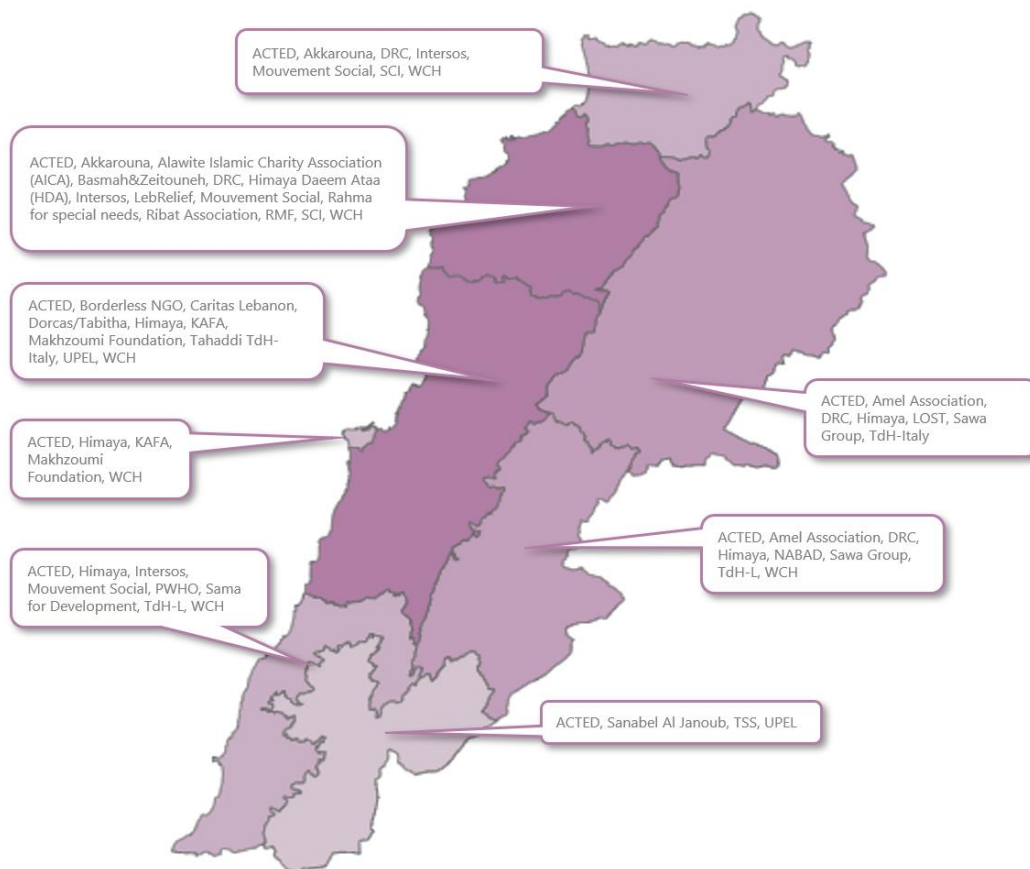 ACTED, Akkarouna, DRC, Intersos,
Mouvement Social, SCI, WCH
ACTED, Akkarouna, Alawite Islamic Charity Association
(AICA), Basmah&Zeitouneh, DRC, Himaya Daeem Ataa
(HDA), Intersos, LebRelief, Mouvement Social, Rahma
for special needs, Ribat Association, RMF, SCI, WCH
ACTED, Borderless NGO, Caritas Lebanon,
Dorcas/Tabitha, Himaya, KAFA,
Makhzoumi Foundation, Tahaddi TdH-
Italy, UPEL, WCH
ACTED, Amel Association,
DRC, Himaya, LOST, Sawa
Group, TdH-Italy
ACTED, Himaya, KAFA,
Makhzoumi
Foundation, WCH
ACTED, Amel Association, DRC,
Himaya, NABAD, Sawa Group,
TdH-L, WCH
ACTED, Himaya, Intersos,
Mouvement Social, PWHO, Sama
for Development, TdH-L, WCH
ACTED, Sanabel Al Janoub, TSS, UPEL